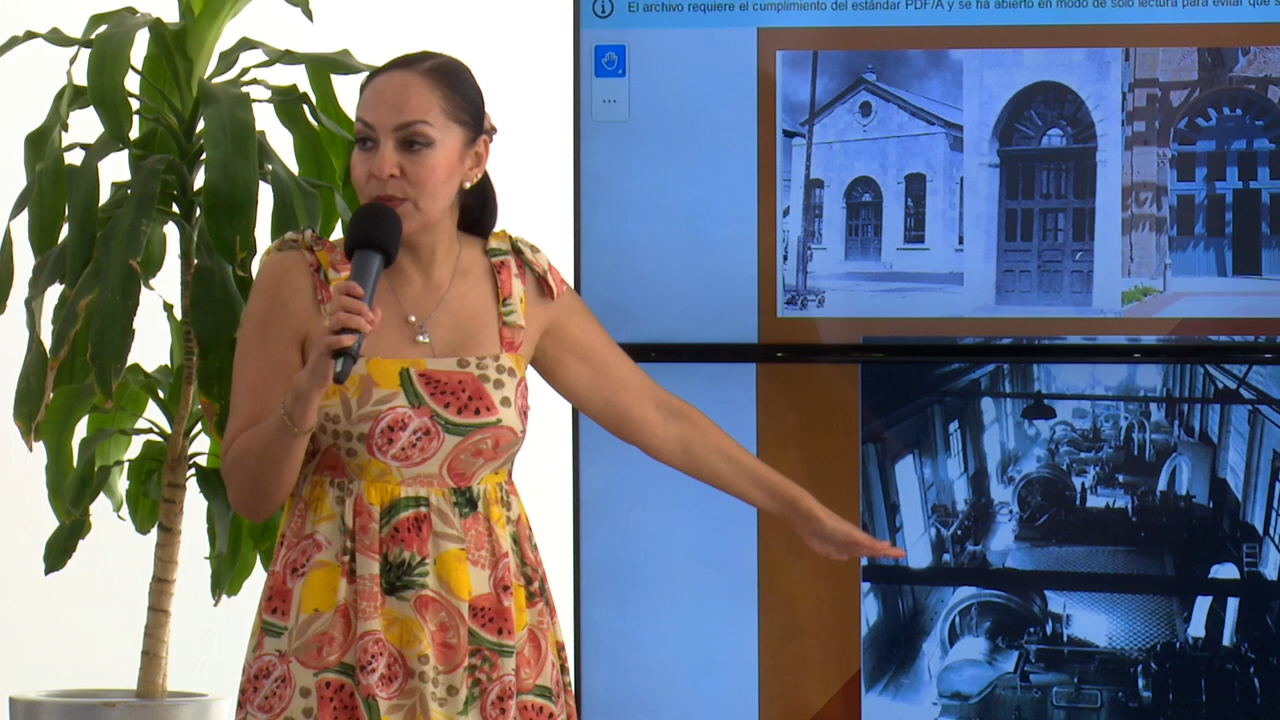 El archivo requiere el cumplimiento del estándar PDF/A y se ha abierto en modo de solo lectura para evitar que s